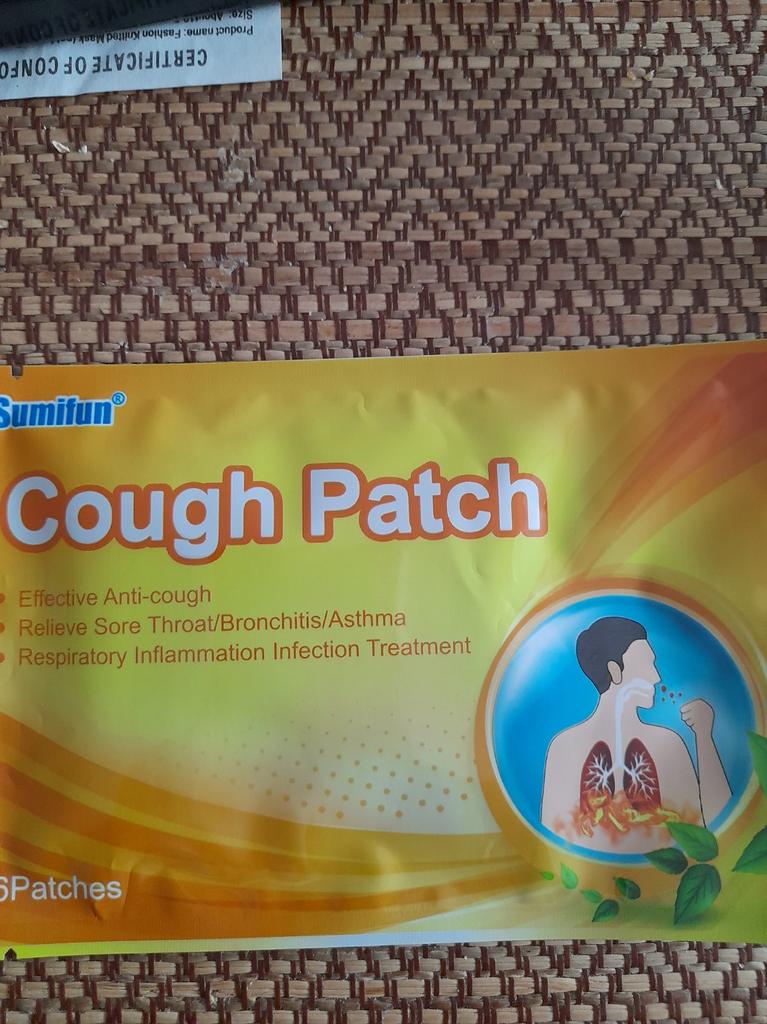 CERTIFICATE OF CONFO
Product name: Fashion Knitted Mask
Size:
Sumifun®
Cough Patch
• Effective Anti-cough
• Relieve Sore Throat/Bronchitis/Asthma
• Respiratory Inflammation Infection Treatment
6Patches